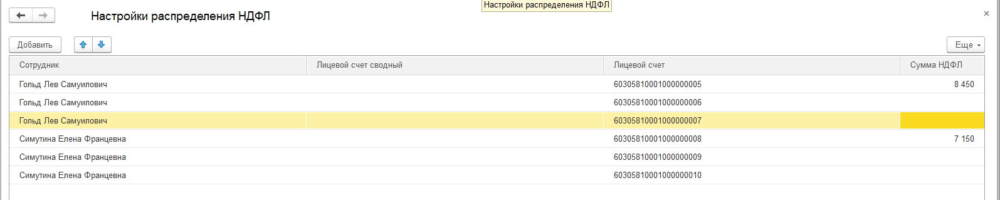 Настройки распределения НДФЛ
Настройки распределения НДФЛ
Добавить
Еще
Сотрудник Лицевой счет сводный Лицевой счет Сумма НДФЛ
Гольд Лев Самуилович 60305810001000000005 8 450
Гольд Лев Самуилович 60305810001000000006
Гольд Лев Самуилович 60305810001000000007
Симутина Елена Францевна 60305810001000000008 7 150
Симутина Елена Францевна 60305810001000000009
Симутина Елена Францевна 60305810001000000010